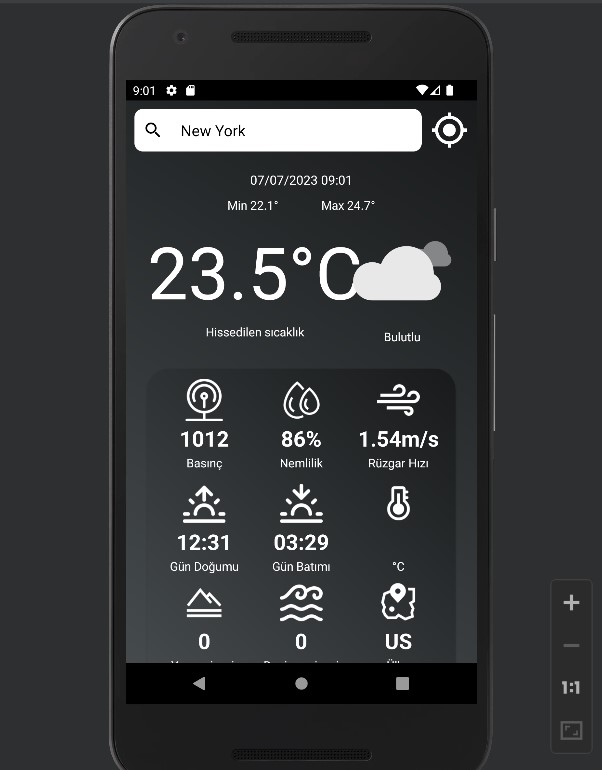 9:01
New York
07/07/2023 09:01
Min 22.1° Max 24.7°
23.5°C
Hissedilen sıcaklık
Bulutlu
1012 86% 1.54m/s
Basınç Nemlilik Rüzgar Hızı
12:31 03:29
Gün Doğumu Gün Batımı °C
0 0 US
1:1